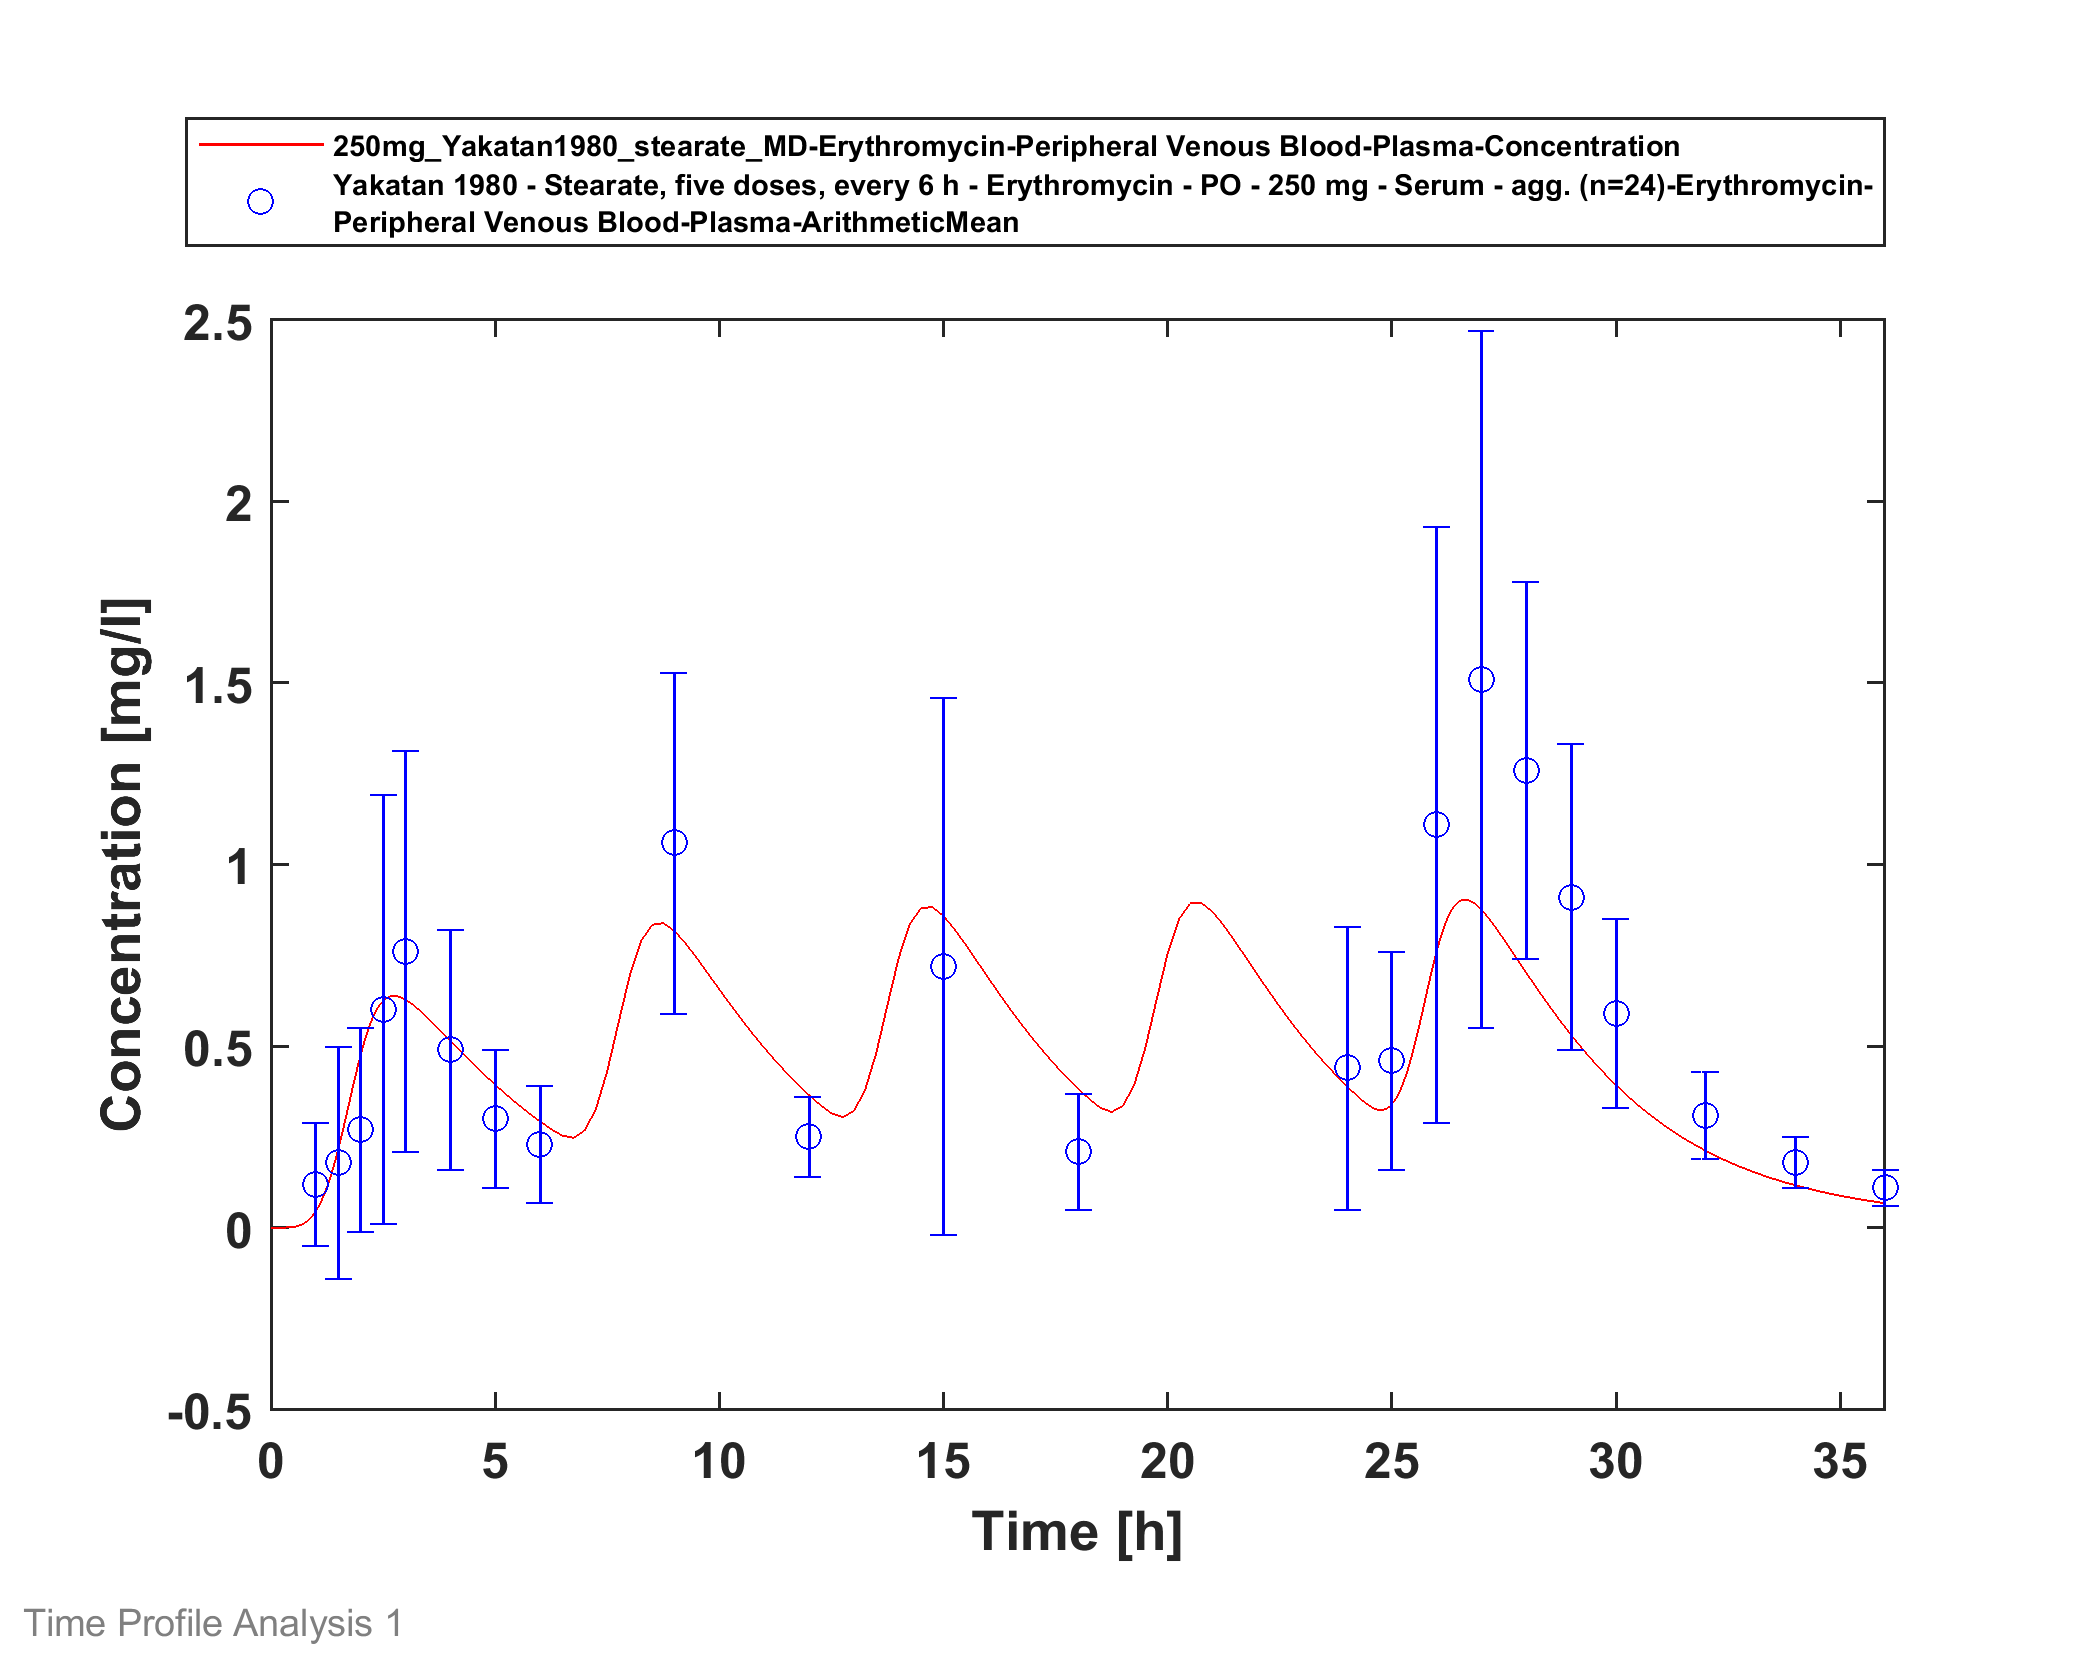 250mg_Yakatan1980_stearate_MD-Erythromycin-Peripheral Venous Blood-Plasma-Concentration
Yakatan 1980 - Stearate, five doses, every 6 h - Erythromycin - PO - 250 mg - Serum - agg. (n=24)-Erythromycin-
Peripheral Venous Blood-Plasma-ArithmeticMean
2.5
2
1.5
1
0.5
0
-0.5
Concentration [mg/l]
0 5 10 15 20 25 30 35
Time [h]
Time Profile Analysis 1